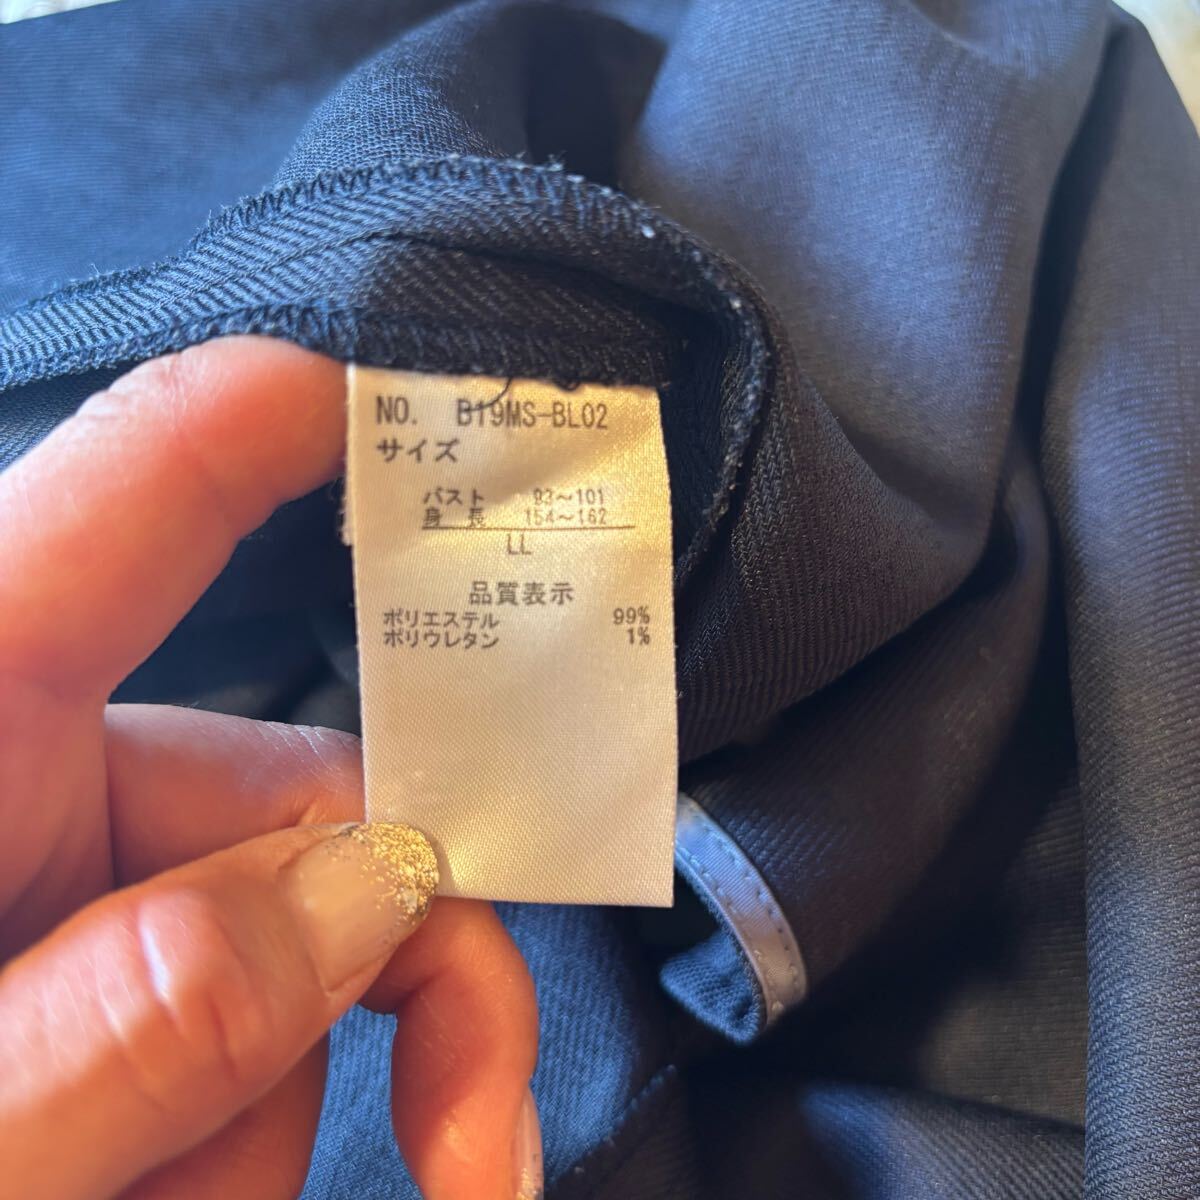 NO. B19MS-BL02
サイズ
バスト 93～101
身長 154～162
LL
品質表示
ポリエステル 99%
ポリウレタン 1%